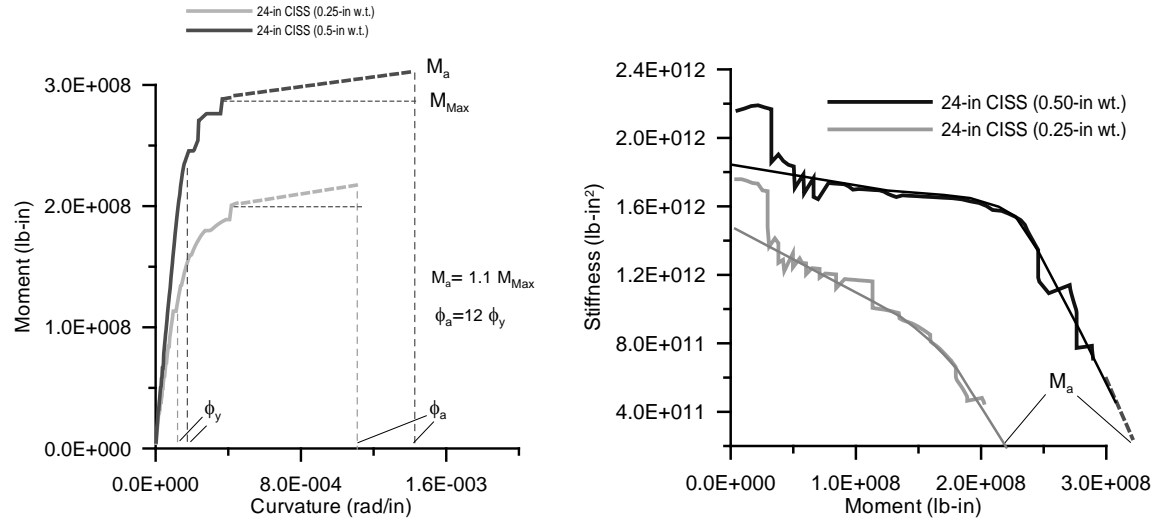 24-in CISS (0.25-in w.t.)
24-in CISS (0.5-in w.t.)
3.0E+008
2.0E+008
1.0E+008
0.0E+000
Moment (lb-in)
Mₐ
M_Max
Mₐ= 1.1 M_Max
ϕₐ=12 ϕ_y
ϕ_y
ϕₐ
0.0E+000
8.0E-004
1.6E-003
Curvature (rad/in)
2.4E+012
2.0E+012
1.6E+012
1.2E+012
8.0E+011
4.0E+011
Stiffness (lb-in²)
24-in CISS (0.50-in wt.)
24-in CISS (0.25-in wt.)
Mₐ
0.0E+000
1.0E+008
2.0E+008
3.0E+008
Moment (lb-in)